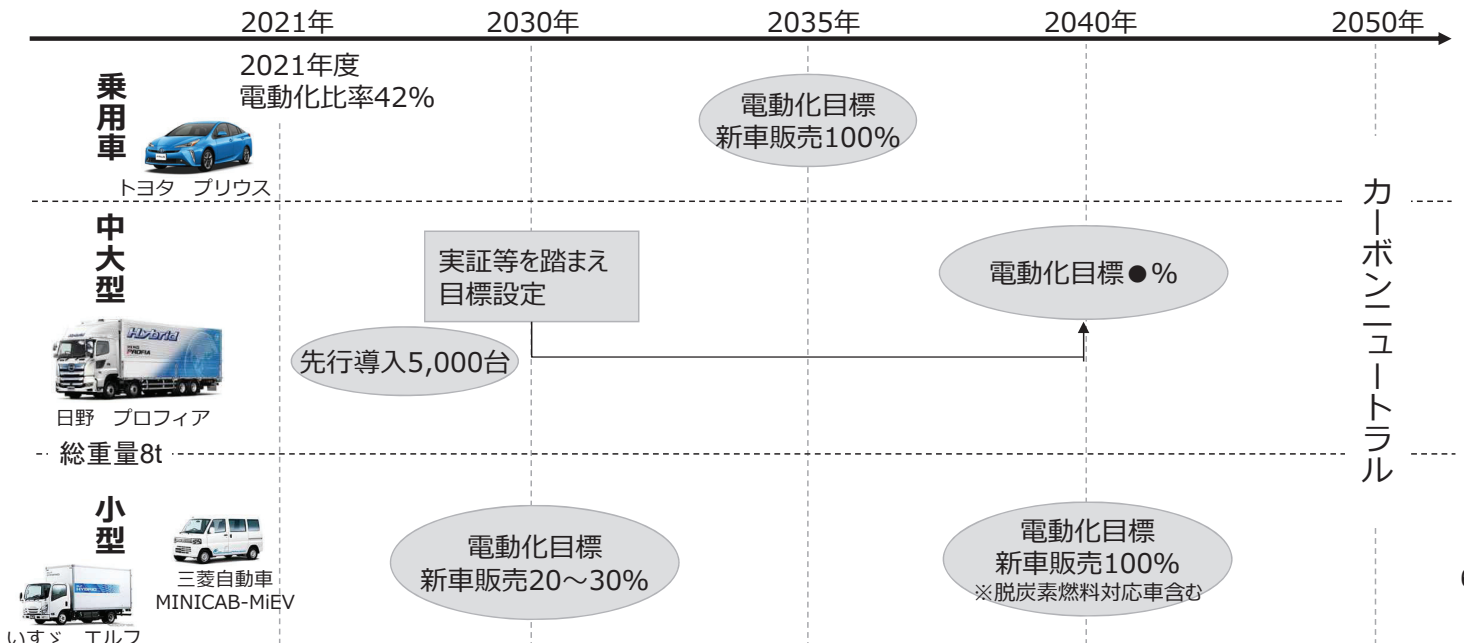 2021年 2030年 2035年 2040年 2050年
2021年度
電動化比率42%
乗用車
トヨタ プリウス
電動化目標
新車販売100%
中大型
Hybrid
PROFIA
日野 プロフィア
実証等を踏まえ
目標設定
先行導入5,000台
電動化目標●%
総重量8t
小型
三菱自動車
MINICAB-MiEV
いすゞ エルフ
電動化目標
新車販売20～30%
電動化目標
新車販売100%
※脱炭素燃料対応車含む
カーボンニュートラル